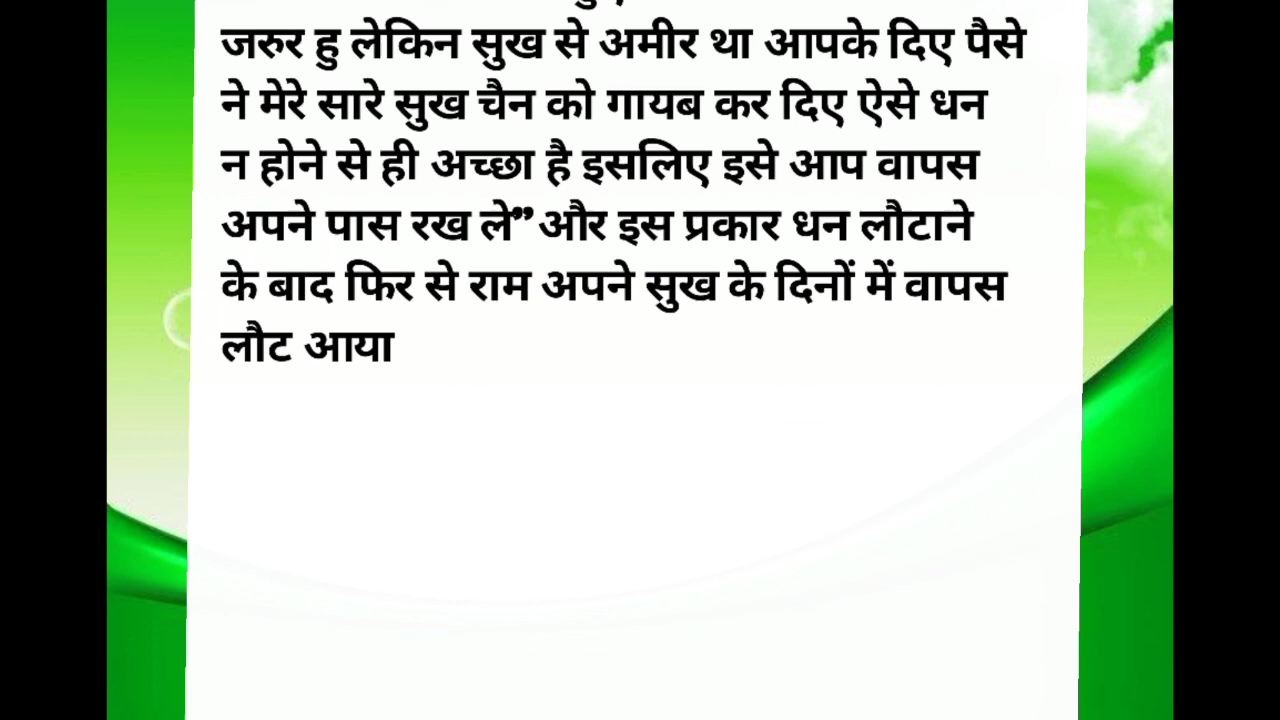 जरुर हु लेकिन सुख से अमीर था आपके दिए पैसे
ने मेरे सारे सुख चैन को गायब कर दिए ऐसे धन
न होने से ही अच्छा है इसलिए इसे आप वापस
अपने पास रख ले” और इस प्रकार धन लौटाने
के बाद फिर से राम अपने सुख के दिनों में वापस
लौट आया